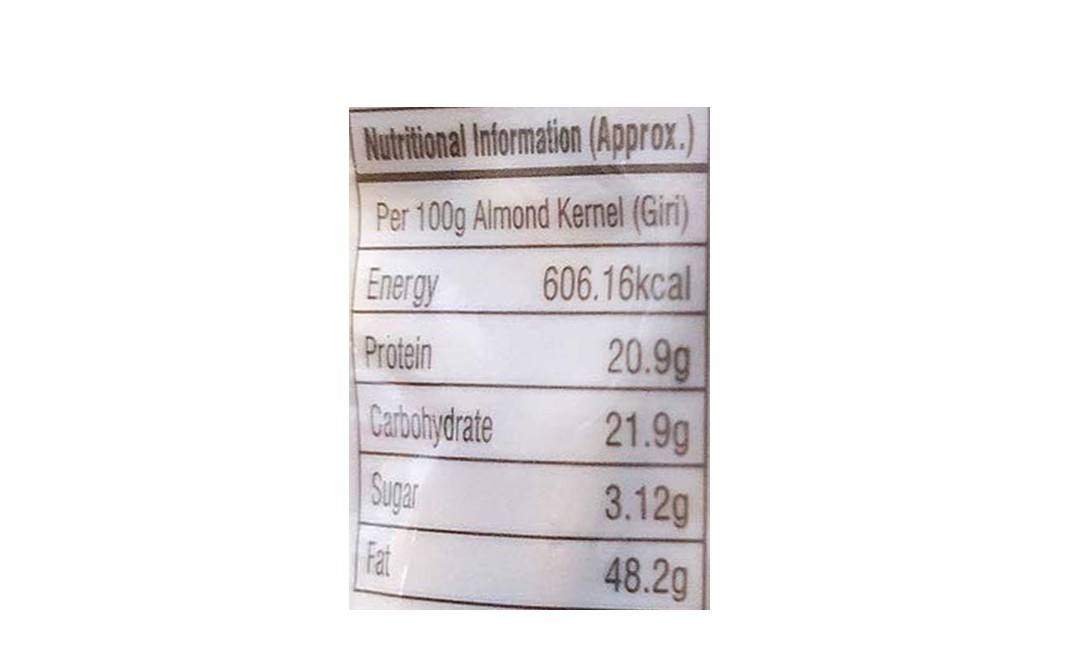 Nutritional Information (Approx.)
Per 100g Almond Kernel (Giri)
Energy 606.16kcal
Protein 20.9g
Carbohydrate 21.9g
Sugar 3.12g
Fat 48.2g